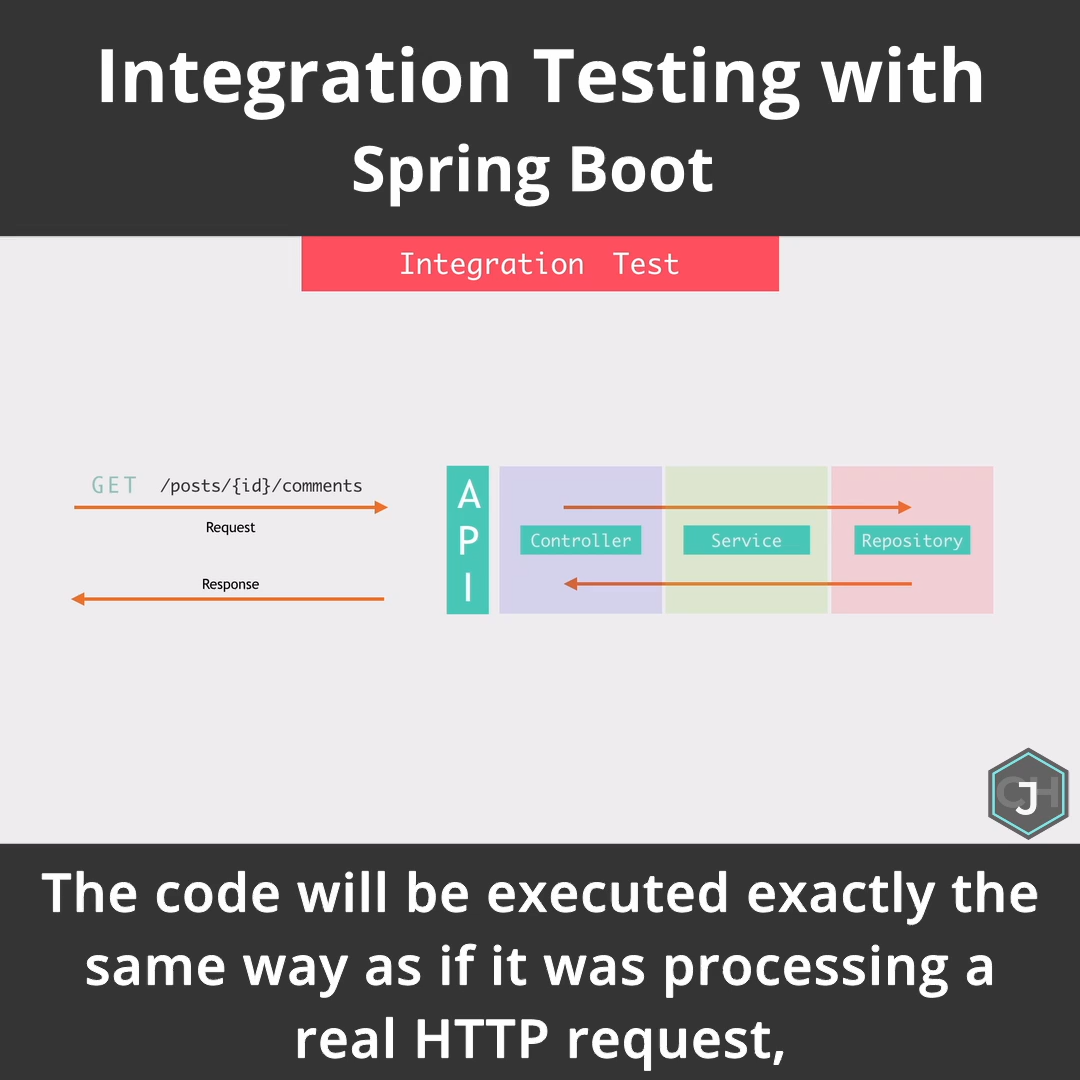 Integration Testing with
Spring Boot
Integration Test
GET /posts/{id}/comments
Request
Response
A
P
I
Controller
Service
Repository
CH
J
The code will be executed exactly the
same way as if it was processing a
real HTTP request,